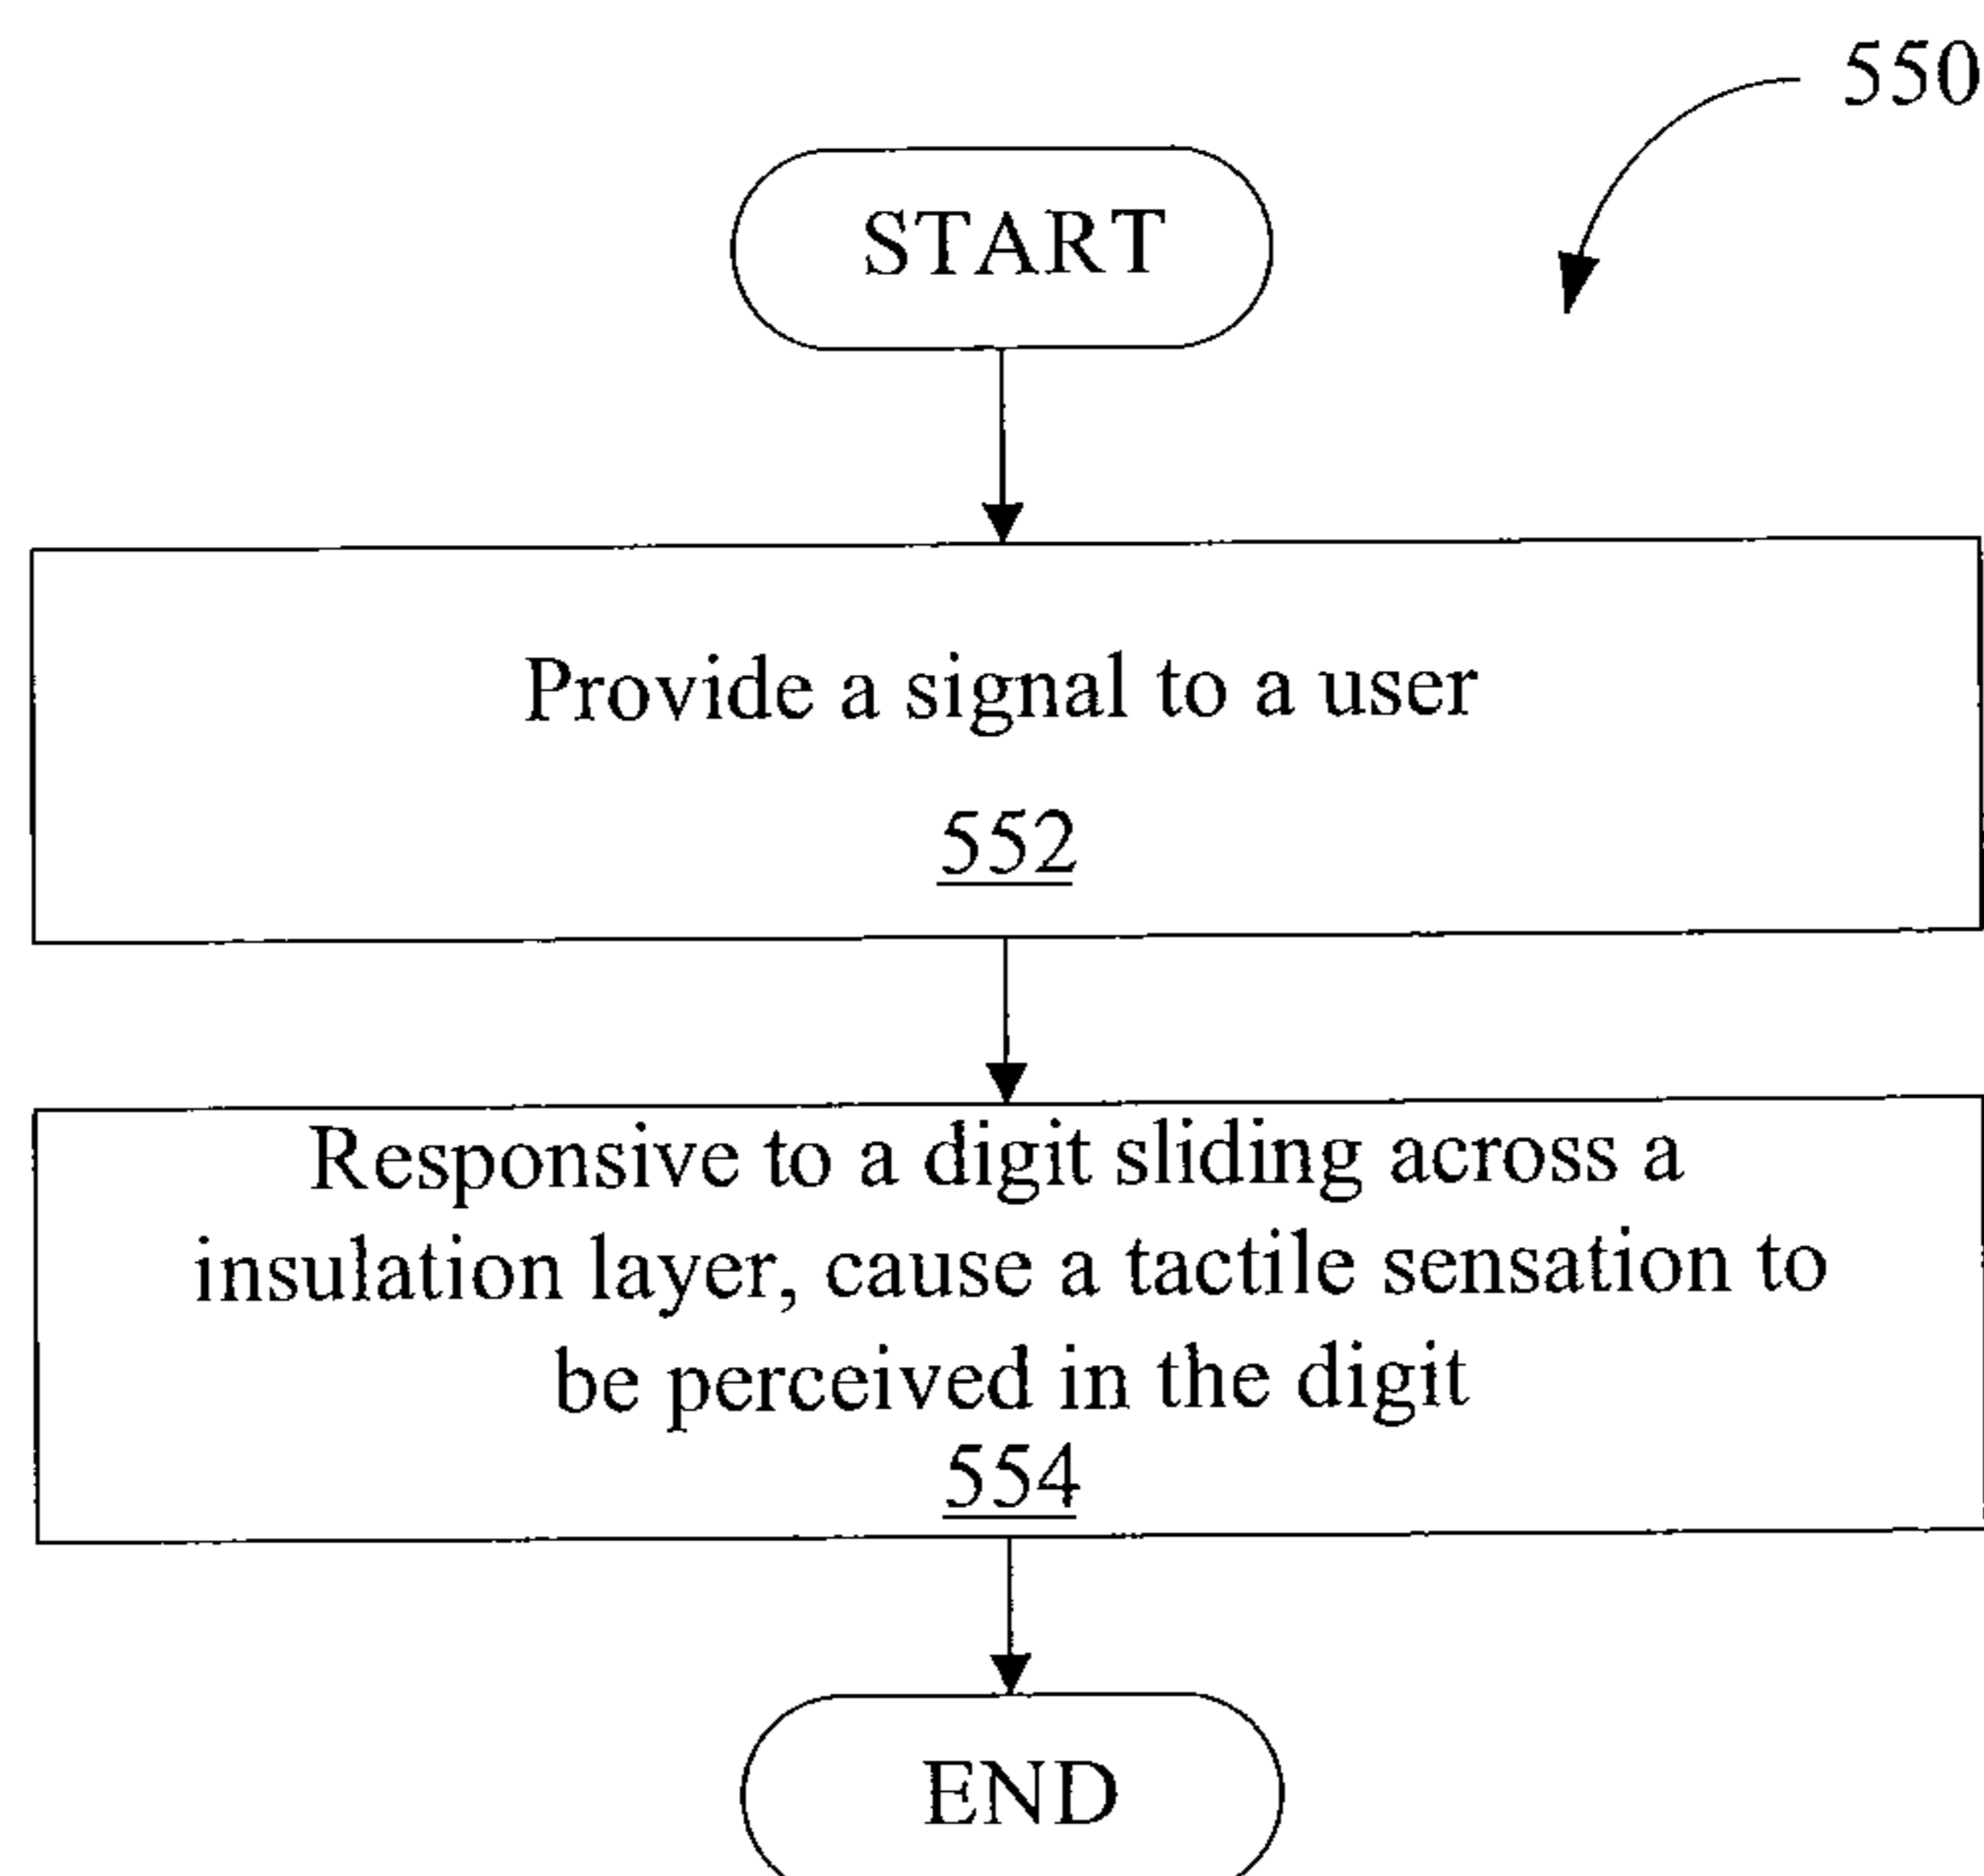 550
START
Provide a signal to a user
552
Responsive to a digit sliding across a
insulation layer, cause a tactile sensation to
be perceived in the digit
554
END